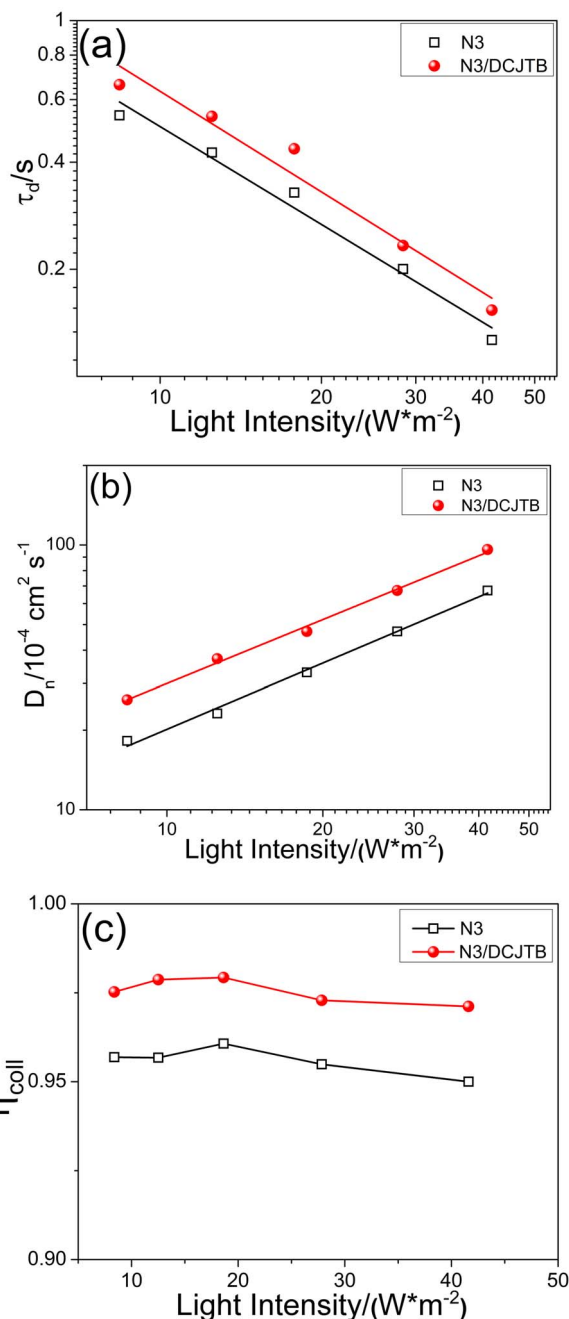 (a)
N3
N3/DCJTB
1
0.8
0.6
0.4
0.2
τd/s
10 20 30 40 50
Light Intensity/(W*m-2)
(b)
N3
N3/DCJTB
100
10
Dn/10-4 cm2 s-1
10 20 30 40 50
Light Intensity/(W*m-2)
(c)
N3
N3/DCJTB
1.00
0.95
0.90
ηcoll
10 20 30 40 50
Light Intensity/(W*m-2)